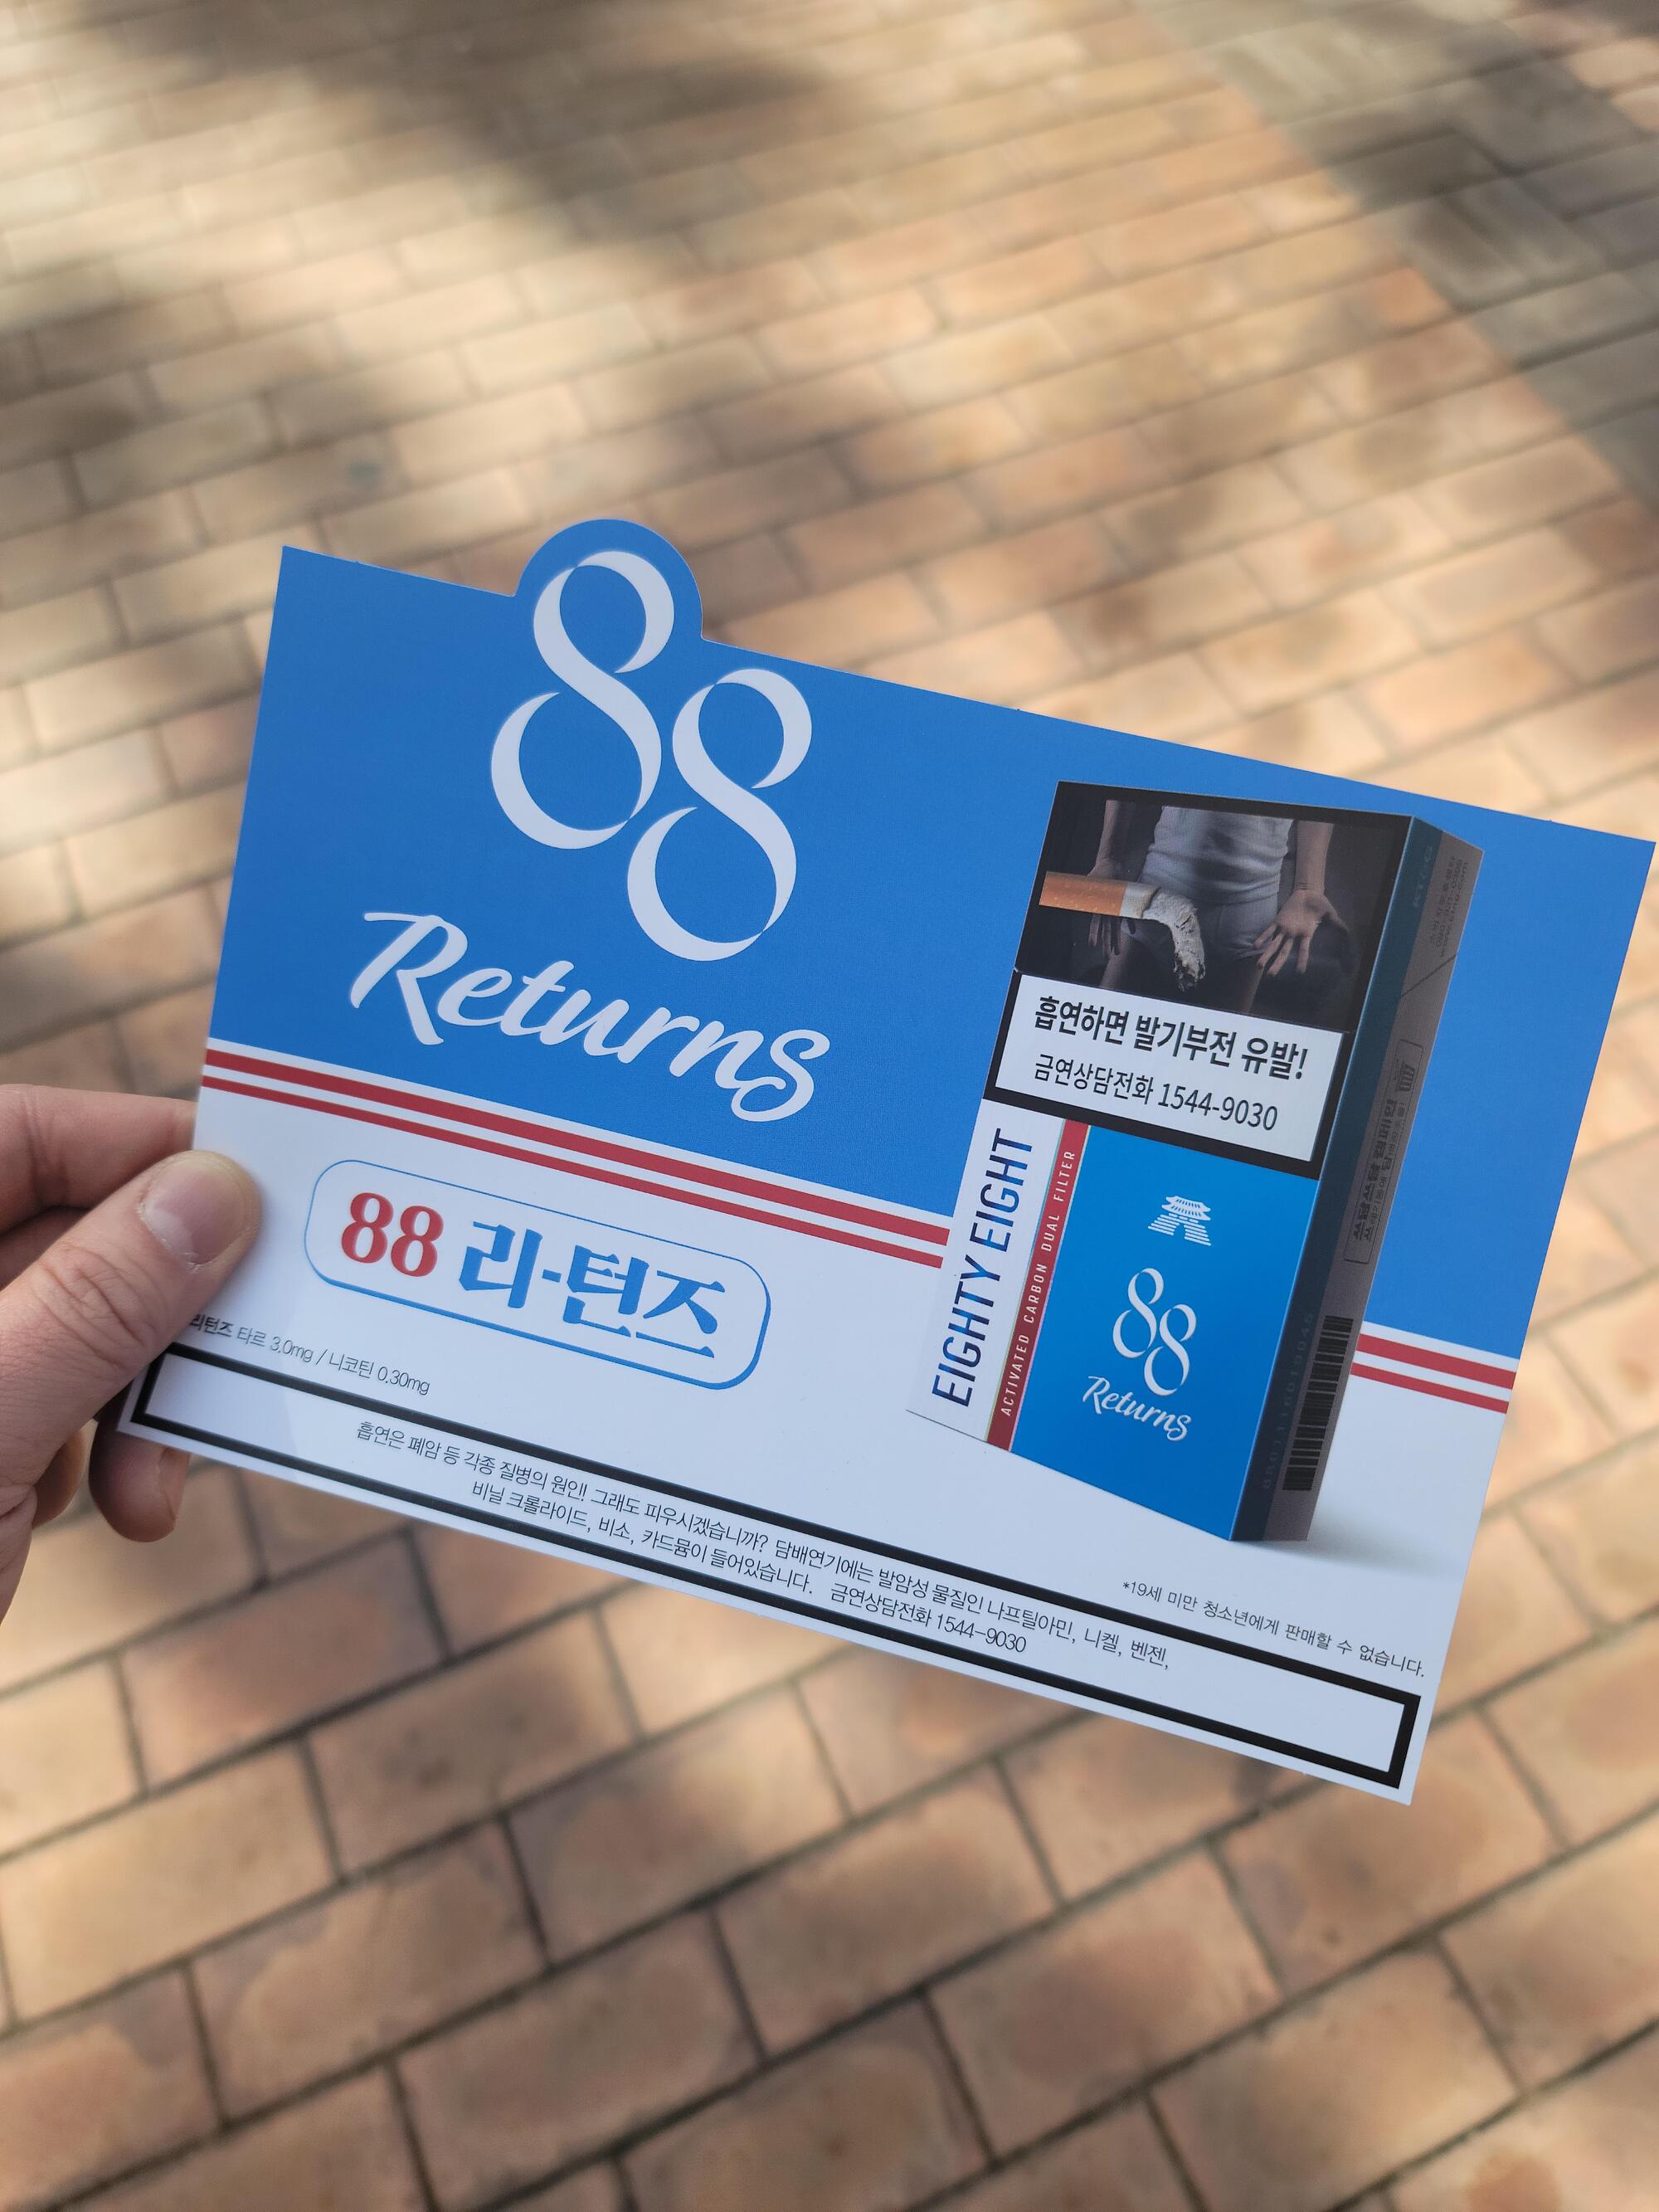 88
Returns
88 리·턴즈
리턴즈 타르 3.0mg / 니코틴 0.30mg
흡연하면 발기부전 유발!
금연상담전화 1544-9030
EIGHTY EIGHT
ACTIVATED CARBON DUAL FILTER
88
Returns
*19세 미만 청소년에게 판매할 수 없습니다.
흡연은 폐암 등 각종 질병의 원인! 그래도 피우시겠습니까? 담배연기에는 발암성 물질인 나프틸아민, 니켈, 벤젠,
비닐 크롤라이드, 비소, 카드뮴이 들어있습니다. 금연상담전화 1544-9030